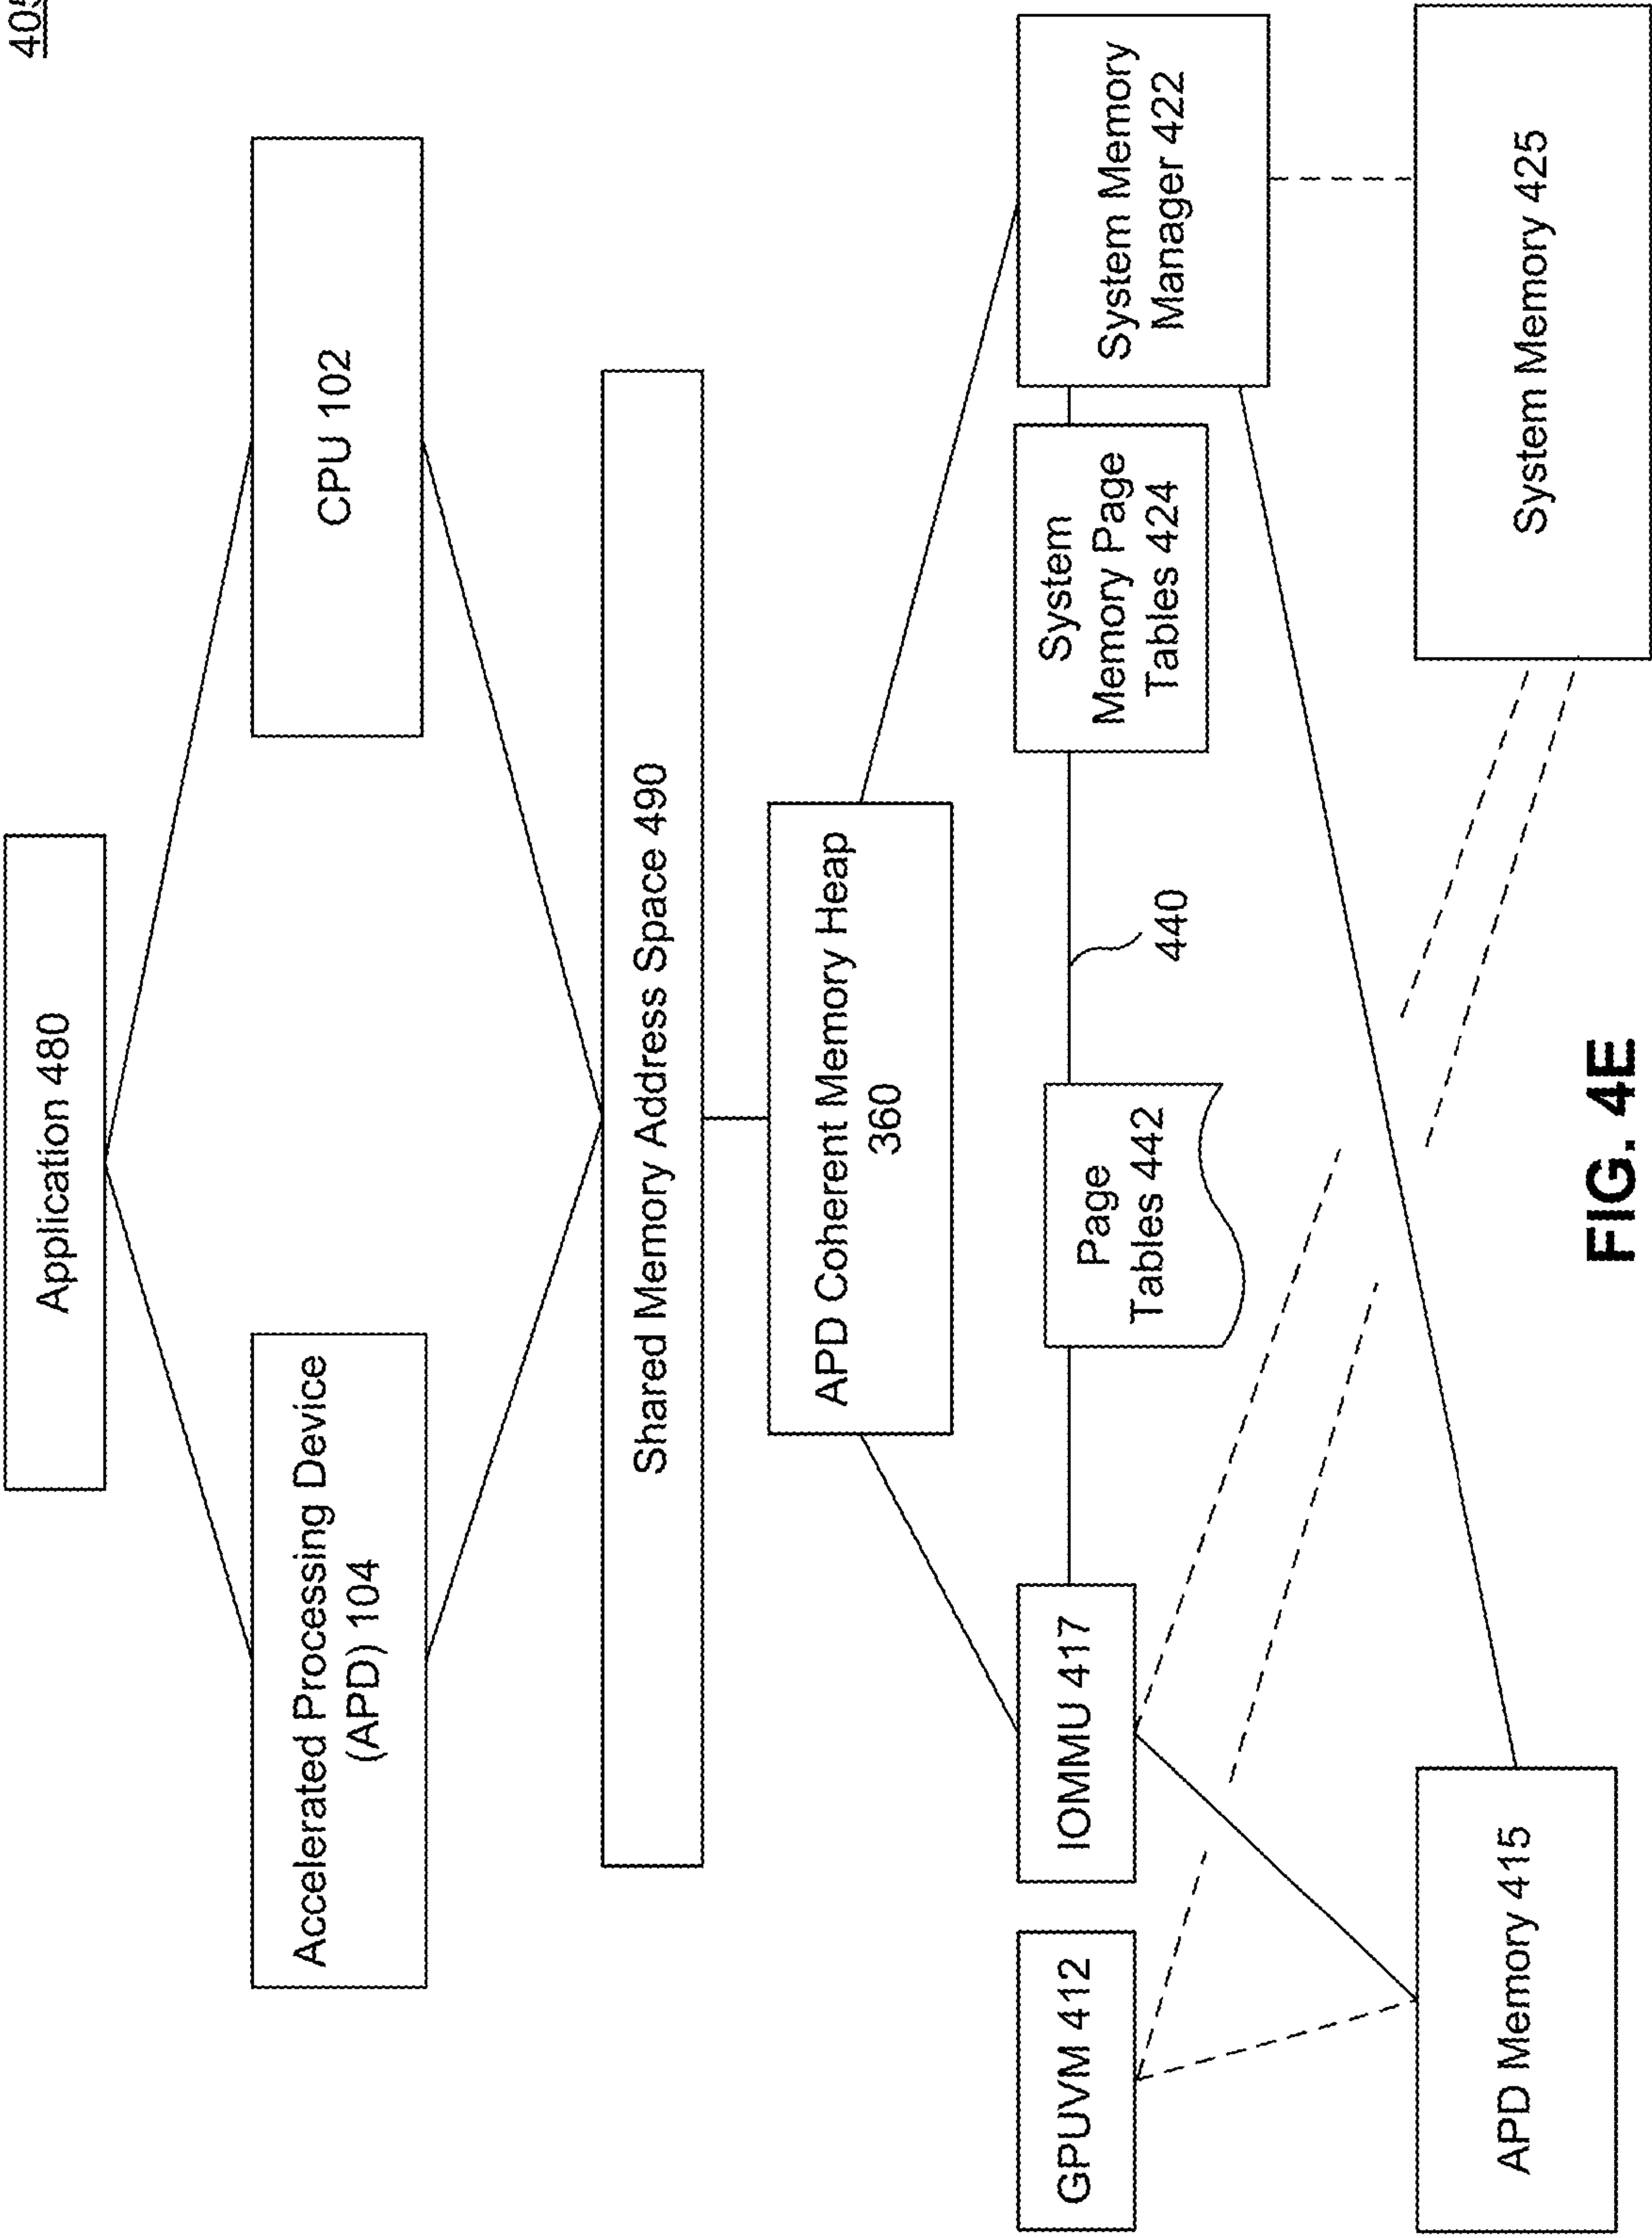 405
Application 480
Accelerated Processing Device
(APD) 104
CPU 102
Shared Memory Address Space 490
APD Coherent Memory Heap
360
GPUVM 412
IOMMU 417
Page
Tables 442
440
System
Memory Page
Tables 424
System Memory
Manager 422
APD Memory 415
System Memory 425
FIG. 4E